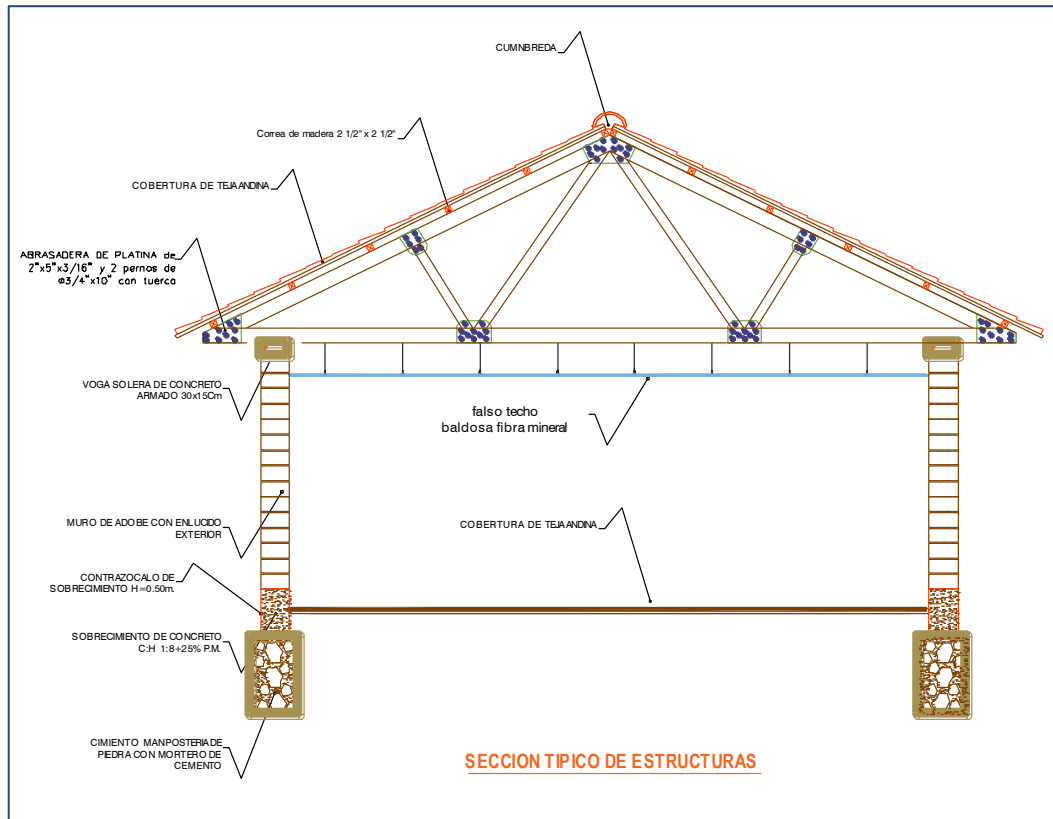 CUMNBREDA
Correa de madera 2 1/2" x 2 1/2"
COBERTURA DE TEJA ANDINA
ABRASADERA DE PLATINA de
2"x5"x3/16" y 2 pernos de
ø3/4"x10" con tuerca
VOGA SOLERA DE CONCRETO
ARMADO 30x15Cm
falso techo
baldosa fibra mineral
MURO DE ADOBE CON ENLUCIDO
EXTERIOR
COBERTURA DE TEJA ANDINA
CONTRAZOCALO DE
SOBRECIMIENTO H=0.50m.
SOBRECIMIENTO DE CONCRETO
C:H 1:8+25% P.M.
CIMIENTO MANPOSTERIA DE
PIEDRA CON MORTERO DE
CEMENTO
SECCION TIPICO DE ESTRUCTURAS